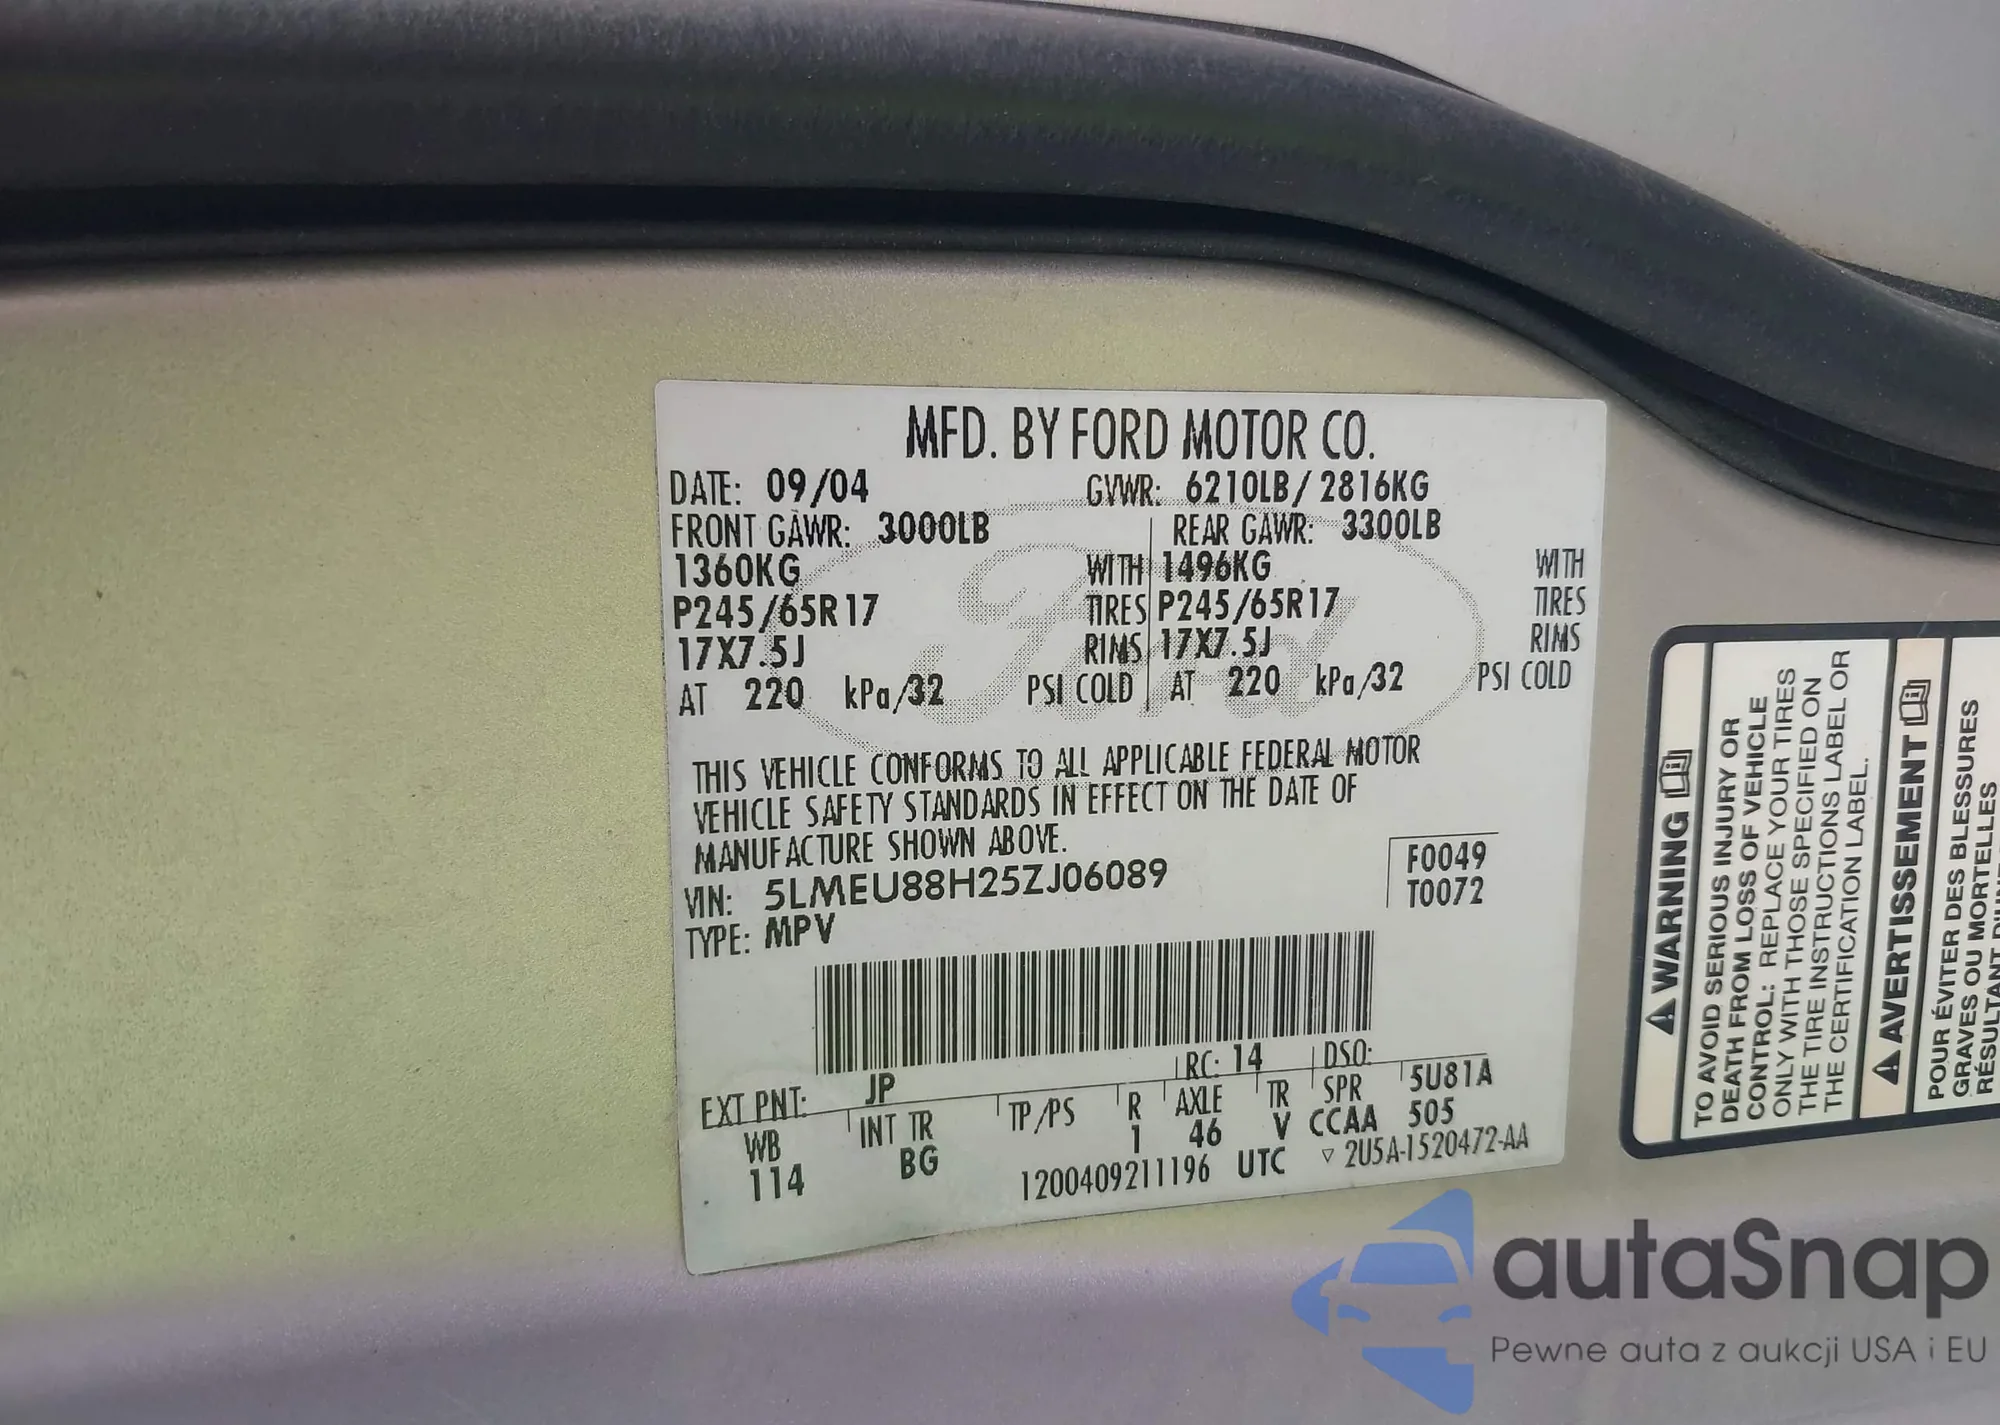 MFD. BY FORD MOTOR CO.
DATE: 09/04 GVWR: 6210LB/2816KG
FRONT GAWR: 3000LB REAR GAWR: 3300LB
1360KG WITH 1496KG WITH
P245/65R17 TIRES P245/65R17 TIRES
17X7.5J RIMS 17X7.5J RIMS
AT 220 kPa/32 PSI COLD AT 220 kPa/32 PSI COLD
Ford
THIS VEHICLE CONFORMS TO ALL APPLICABLE FEDERAL MOTOR
VEHICLE SAFETY STANDARDS IN EFFECT ON THE DATE OF
MANUFACTURE SHOWN ABOVE.
VIN: 5LMEU88H25ZJ06089
F0049
T0072
TYPE: MPV
EXT PNT: JP RC: 14 DSO:
WB INT TR TP/PS R AXLE TR SPR 5U81A
114 BG 1 46 V CCAA 505
1200409211196 UTC ▽ 2U5A-1520472-AA
⚠ WARNING
TO AVOID SERIOUS INJURY OR
DEATH FROM LOSS OF VEHICLE
CONTROL: REPLACE YOUR TIRES
ONLY WITH THOSE SPECIFIED ON
THE TIRE INSTRUCTIONS LABEL OR
THE CERTIFICATION LABEL.
⚠ AVERTISSEMENT
POUR ÉVITER DES BLESSURES
GRAVES OU MORTELLES
RÉSULTANT
autaSnap
Pewne auta z aukcji USA i EU